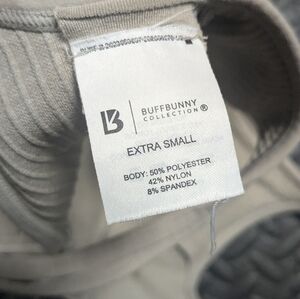 BUFFBUNNY
COLLECTION®
EXTRA SMALL
BODY: 50% POLYESTER
42% NYLON
8% SPANDEX